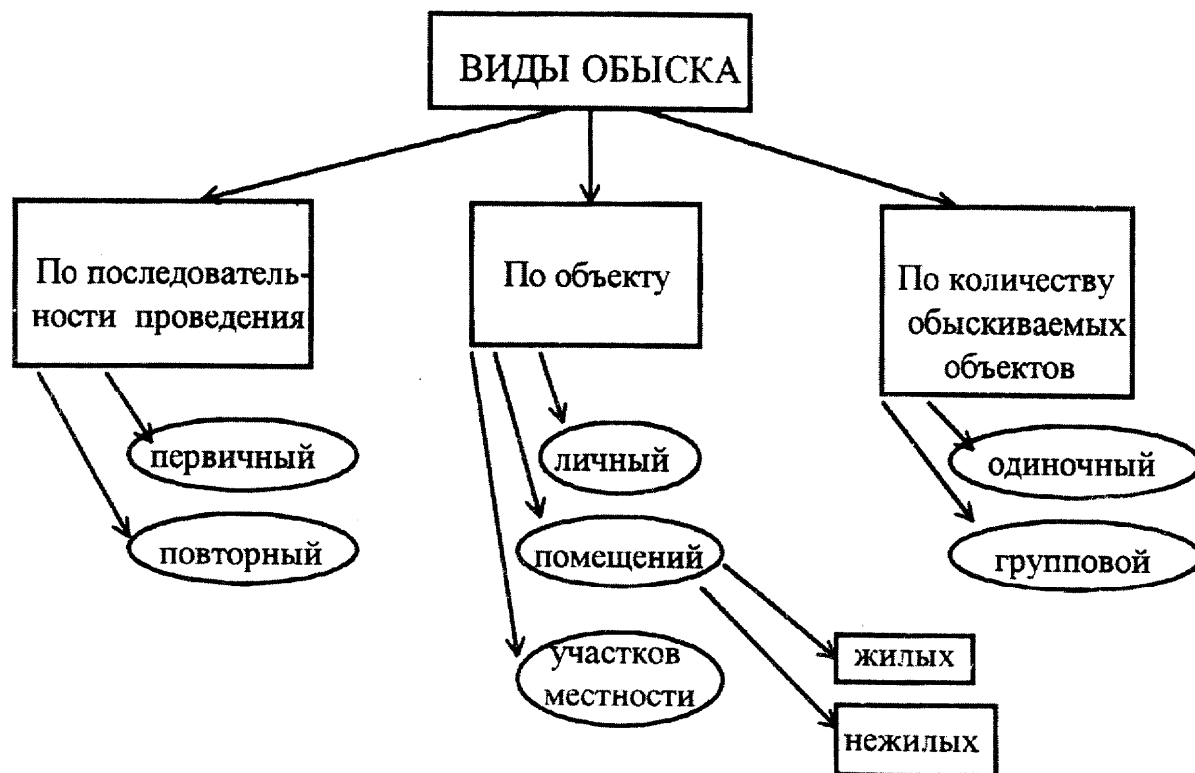 ВИДЫ ОБЫСКА
По последователь-
ности проведения
По объекту
По количеству
обыскиваемых
объектов
первичный
повторный
личный
помещений
участков
местности
жилых
нежилых
одиночный
групповой